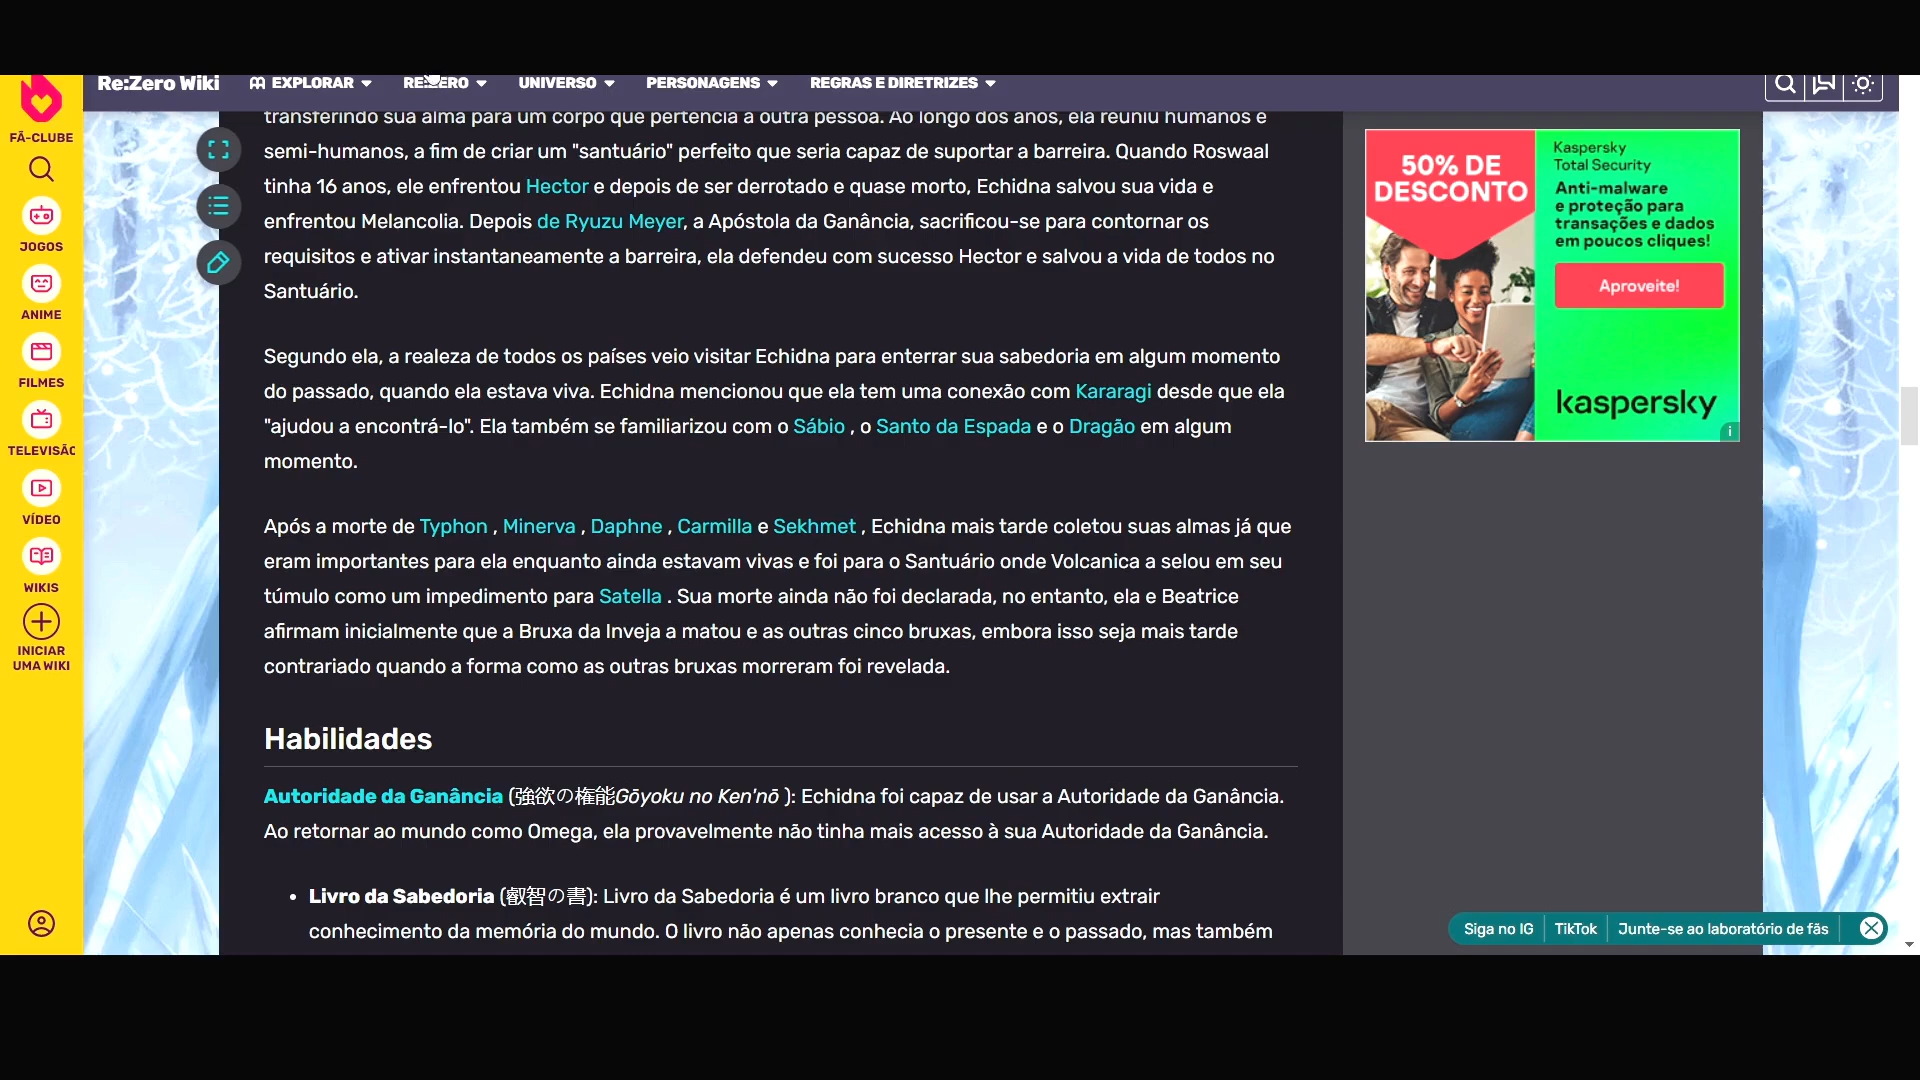 Re:Zero Wiki
EXPLORAR
RE:ZERO
UNIVERSO
PERSONAGENS
REGRAS E DIRETRIZES
FÃ-CLUBE
JOGOS
ANIME
FILMES
TELEVISÃO
VÍDEO
WIKIS
INICIAR
UMA WIKI
transferindo sua alma para um corpo que pertencia a outra pessoa. Ao longo dos anos, ela reuniu humanos e
semi-humanos, a fim de criar um "santuário" perfeito que seria capaz de suportar a barreira. Quando Roswaal
tinha 16 anos, ele enfrentou Hector e depois de ser derrotado e quase morto, Echidna salvou sua vida e
enfrentou Melancolia. Depois de Ryuzu Meyer, a Apóstola da Ganância, sacrificou-se para contornar os
requisitos e ativar instantaneamente a barreira, ela defendeu com sucesso Hector e salvou a vida de todos no
Santuário.
Segundo ela, a realeza de todos os países veio visitar Echidna para enterrar sua sabedoria em algum momento
do passado, quando ela estava viva. Echidna mencionou que ela tem uma conexão com Kararagi desde que ela
"ajudou a encontrá-lo". Ela também se familiarizou com o Sábio , o Santo da Espada e o Dragão em algum
momento.
Após a morte de Typhon , Minerva , Daphne , Carmilla e Sekhmet , Echidna mais tarde coletou suas almas já que
eram importantes para ela enquanto ainda estavam vivas e foi para o Santuário onde Volcanica a selou em seu
túmulo como um impedimento para Satella . Sua morte ainda não foi declarada, no entanto, ela e Beatrice
afirmam inicialmente que a Bruxa da Inveja a matou e as outras cinco bruxas, embora isso seja mais tarde
contrariado quando a forma como as outras bruxas morreram foi revelada.
Habilidades
Autoridade da Ganância (強欲の権能Gōyoku no Ken'nō ): Echidna foi capaz de usar a Autoridade da Ganância.
Ao retornar ao mundo como Omega, ela provavelmente não tinha mais acesso à sua Autoridade da Ganância.
• Livro da Sabedoria (叡智の書): Livro da Sabedoria é um livro branco que lhe permitiu extrair
conhecimento da memória do mundo. O livro não apenas conhecia o presente e o passado, mas também
50% DE
DESCONTO
Kaspersky
Total Security
Anti-malware
e proteção para
transações e dados
em poucos cliques!
Aproveite!
kaspersky
Siga no IG
TikTok
Junte-se ao laboratório de fãs